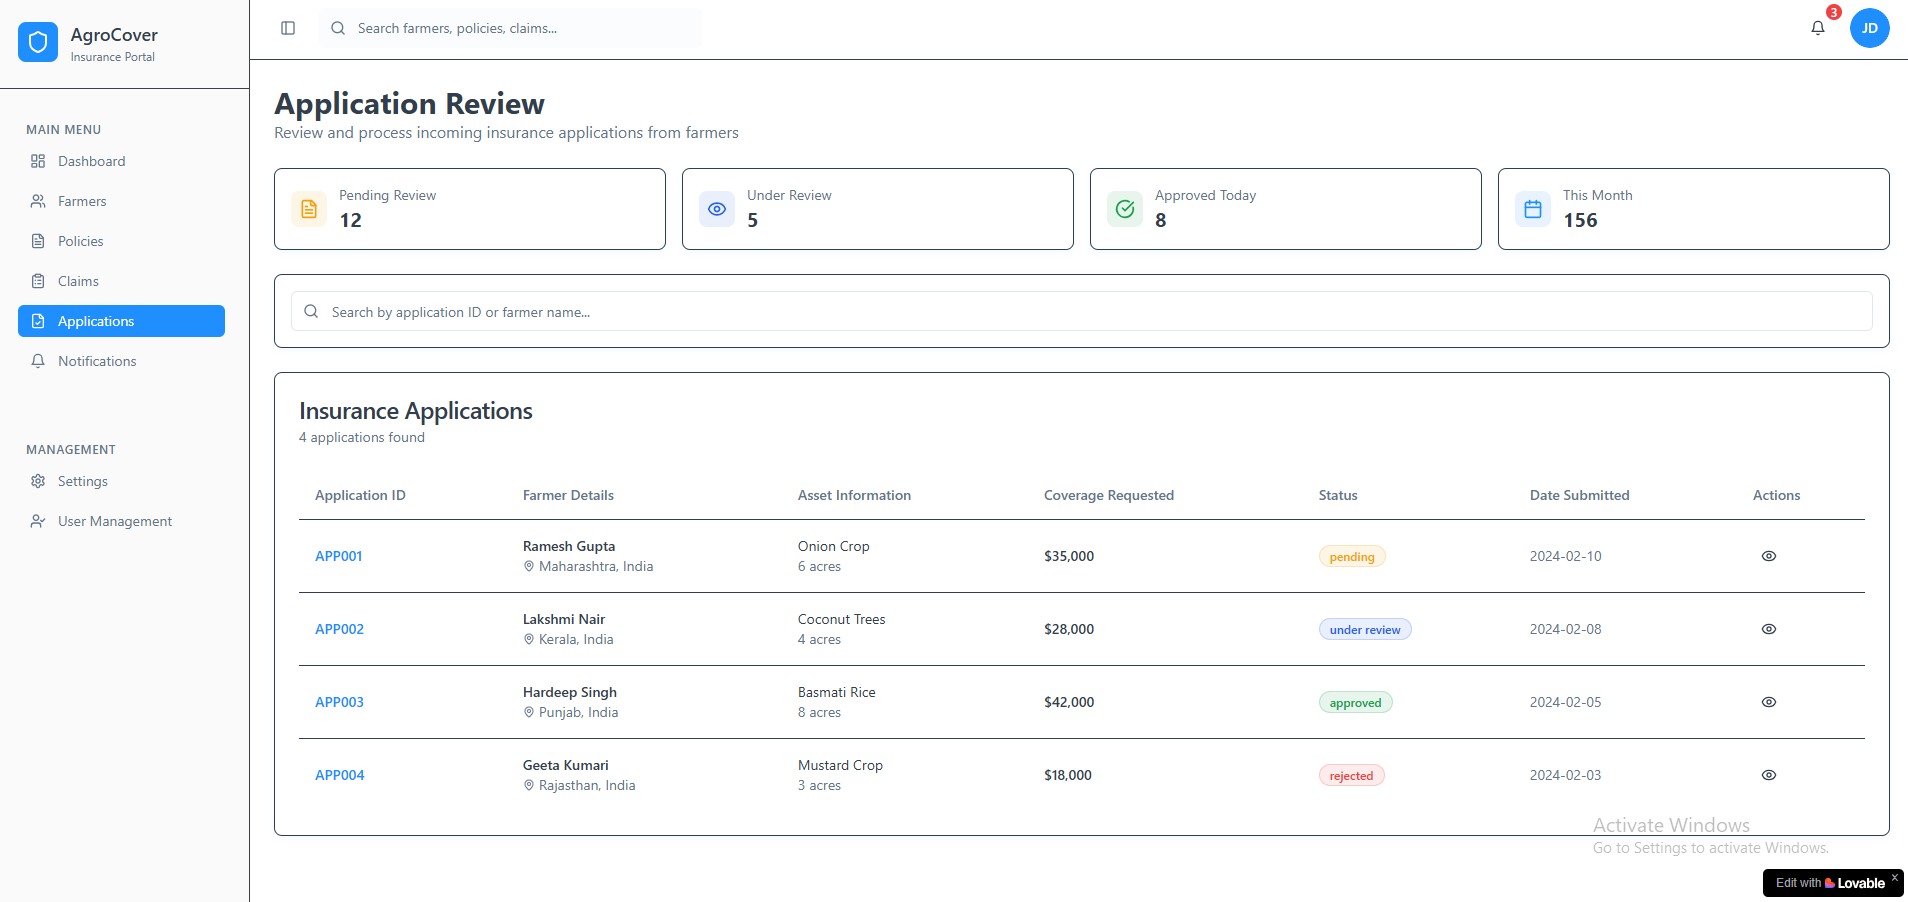 AgroCover
Insurance Portal
Search farmers, policies, claims...
3
JD
MAIN MENU
Dashboard
Farmers
Policies
Claims
Applications
Notifications
MANAGEMENT
Settings
User Management
Application Review
Review and process incoming insurance applications from farmers
Pending Review
12
Under Review
5
Approved Today
8
This Month
156
Search by application ID or farmer name...
Insurance Applications
4 applications found
Application ID Farmer Details Asset Information Coverage Requested Status Date Submitted Actions
APP001 Ramesh Gupta Onion Crop $35,000 pending 2024-02-10
Maharashtra, India 6 acres
APP002 Lakshmi Nair Coconut Trees $28,000 under review 2024-02-08
Kerala, India 4 acres
APP003 Hardeep Singh Basmati Rice $42,000 approved 2024-02-05
Punjab, India 8 acres
APP004 Geeta Kumari Mustard Crop $18,000 rejected 2024-02-03
Rajasthan, India 3 acres
Activate Windows
Go to Settings to activate Windows.
Edit with Lovable